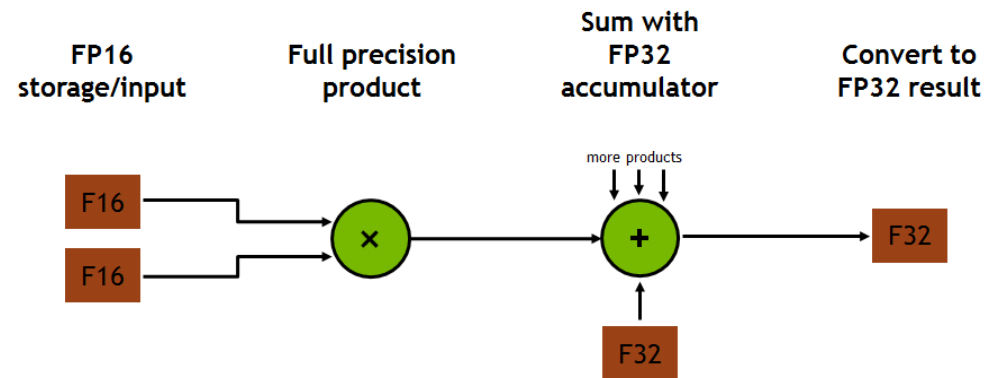 FP16
storage/input
Full precision
product
Sum with
FP32
accumulator
Convert to
FP32 result
more products
F16
F16
×
+
F32
F32